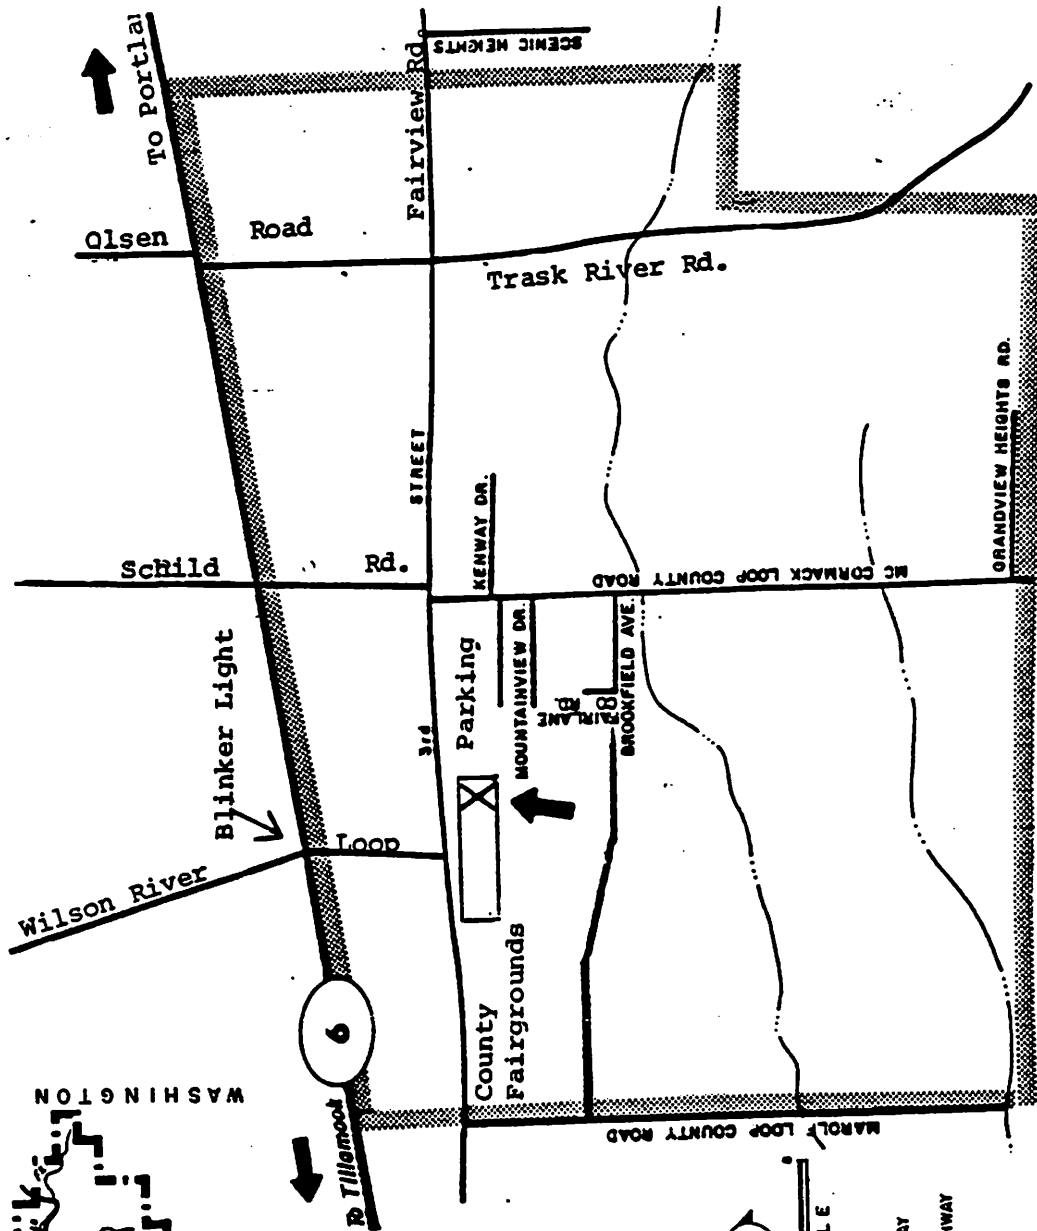 To Portla
SCENIC HEIGHTS
Fairview Rd.
Olsen
Road
Trask River Rd.
STREET
KENWAY DR.
GRANDVIEW HEIGHTS RD.
Schild
Rd.
MC CORMACK LOOP COUNTY ROAD
Blinker Light
3rd
Parking
MOUNTAINVIEW DR.
FAIRLANE
RD.
BROOKFIELD AVE.
Loop
Wilson River
6
County
Fairgrounds
WASHINGTON
To Tillamook
MAROLF LOOP COUNTY ROAD